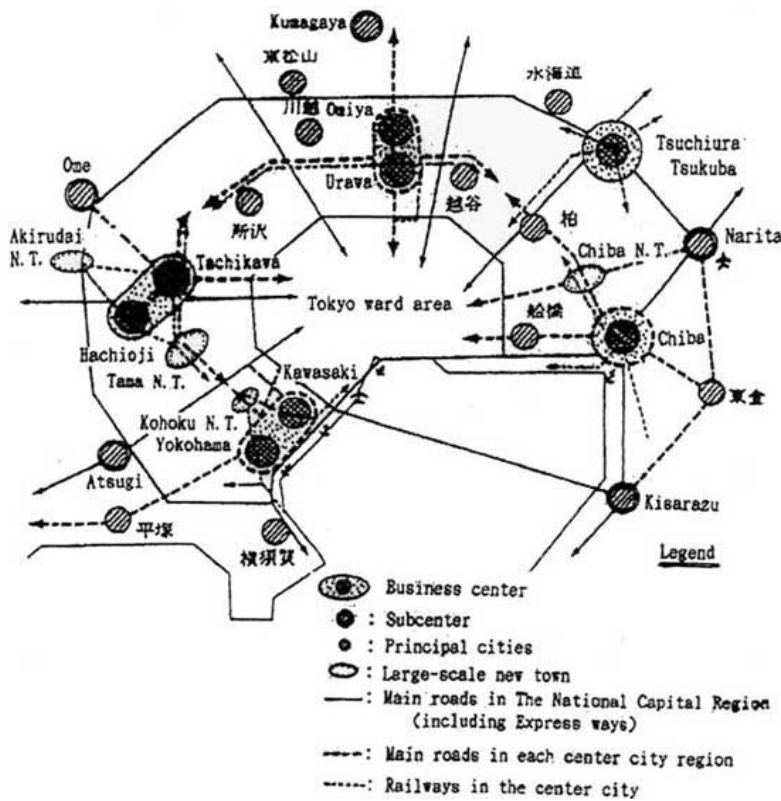 Kumagaya
東松山
水海道
川越
Omiya
Tsuchiura
Tsukuba
Ome
Urawa
越谷
所沢
柏
Akirudai
N.T.
Narita
Tachikawa
Chiba N.T.
Tokyo ward area
船橋
Hachioji
Chiba
Tama N.T.
Kawasaki
東金
Kohoku N.T.
Yokohama
Atsugi
Kisarazu
平塚
横須賀
Legend
Business center
: Subcenter
: Principal cities
: Large-scale new town
: Main roads in The National Capital Region
(including Express ways)
: Main roads in each center city region
: Railways in the center city